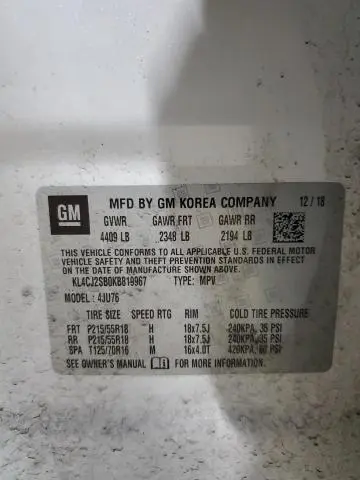 GM
MFD BY GM KOREA COMPANY 12 / 18
GVWR GAWR FRT GAWR RR
4409 LB 2348 LB 2194 LB
THIS VEHICLE CONFORMS TO ALL APPLICABLE U.S. FEDERAL MOTOR
VEHICLE SAFETY AND THEFT PREVENTION STANDARDS IN
EFFECT ON THE DATE OF MANUFACTURE SHOWN ABOVE.
KL4CJ2SB0KB819967 TYPE: MPV
MODEL : 4JU76
TIRE SIZE SPEED RTG RIM COLD TIRE PRESSURE
FRT P215/55R18 H 18x7.5J 240KPA, 35 PSI
RR P215/55R18 H 18x7.5J 240KPA, 35 PSI
SPA T125/70R16 M 16x4.0T 420KPA, 60 PSI
SEE OWNER'S MANUAL FOR MORE INFORMATION